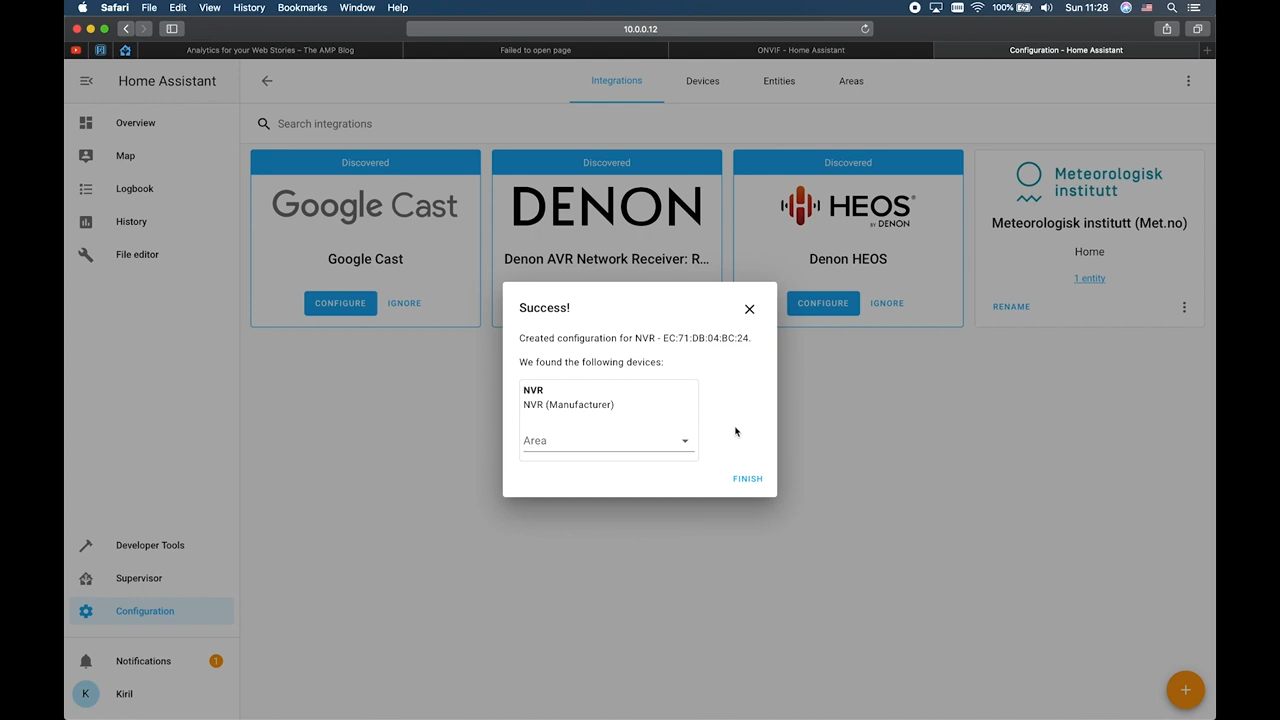 Safari File Edit View History Bookmarks Window Help 100% Sun 11:28
10.0.0.12
Analytics for your Web Stories – The AMP Blog Failed to open page ONVIF - Home Assistant Configuration - Home Assistant
Home Assistant
Integrations Devices Entities Areas
Search integrations
Overview
Map
Logbook
History
File editor
Developer Tools
Supervisor
Configuration
Notifications 1
K Kiril
Discovered
Google Cast
Google Cast
CONFIGURE IGNORE
Discovered
DENON
Denon AVR Network Receiver: R...
Discovered
HEOS®
BY DENON
Denon HEOS
CONFIGURE IGNORE
Meteorologisk
institutt
Meteorologisk institutt (Met.no)
Home
1 entity
RENAME
Success!
Created configuration for NVR - EC:71:DB:04:BC:24.
We found the following devices:
NVR
NVR (Manufacturer)
Area
FINISH